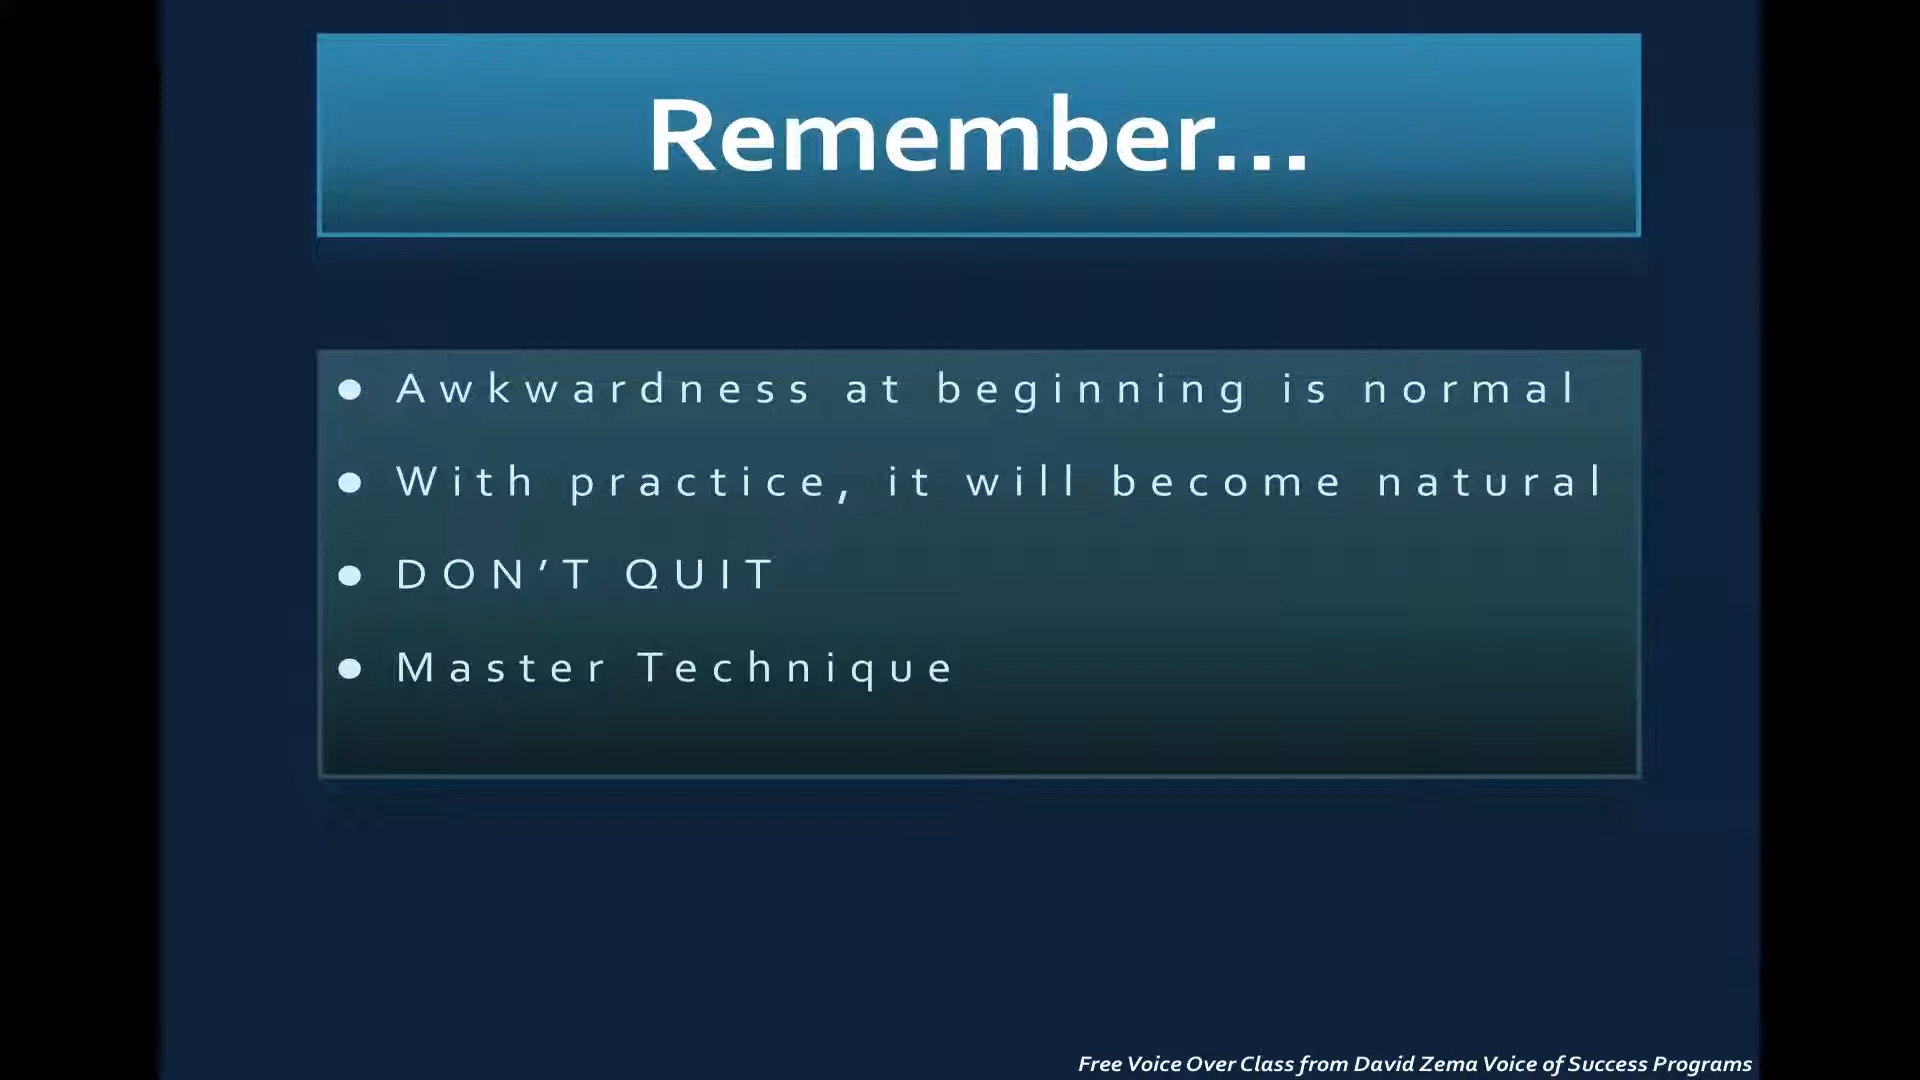 Remember...
• Awkwardness at beginning is normal
• With practice, it will become natural
• DON’T QUIT
• Master Technique
Free Voice Over Class from David Zema Voice of Success Programs